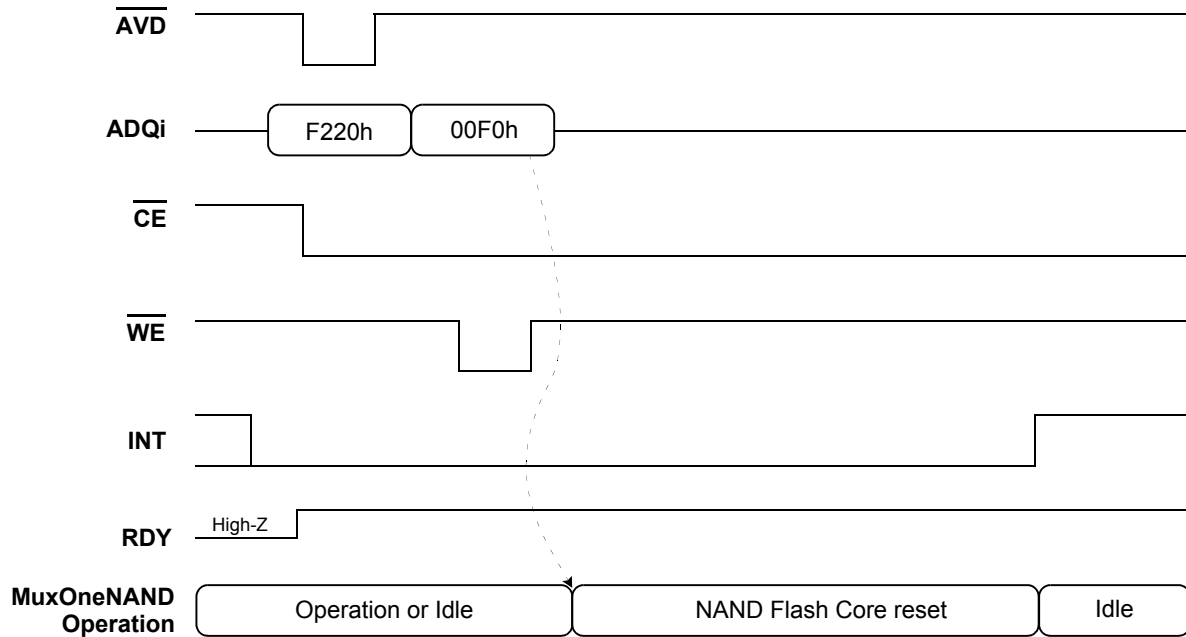 AVD
ADQi
F220h
00F0h
CE
WE
INT
RDY
High-Z
MuxOneNAND
Operation
Operation or Idle
NAND Flash Core reset
Idle